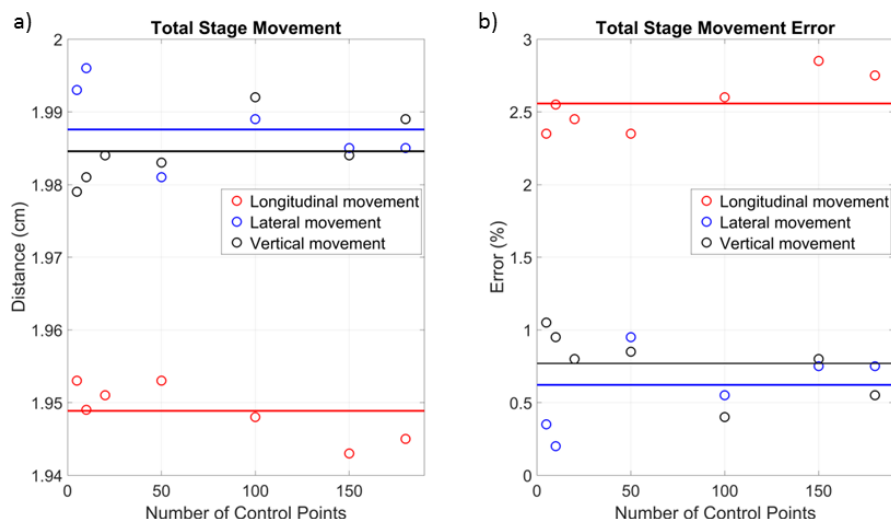 a)
Total Stage Movement
2
1.99
1.98
1.97
1.96
1.95
1.94
Distance (cm)
Longitudinal movement
Lateral movement
Vertical movement
0
50
100
150
Number of Control Points
b)
Total Stage Movement Error
3
2.5
2
1.5
1
0.5
0
Error (%)
Longitudinal movement
Lateral movement
Vertical movement
0
50
100
150
Number of Control Points